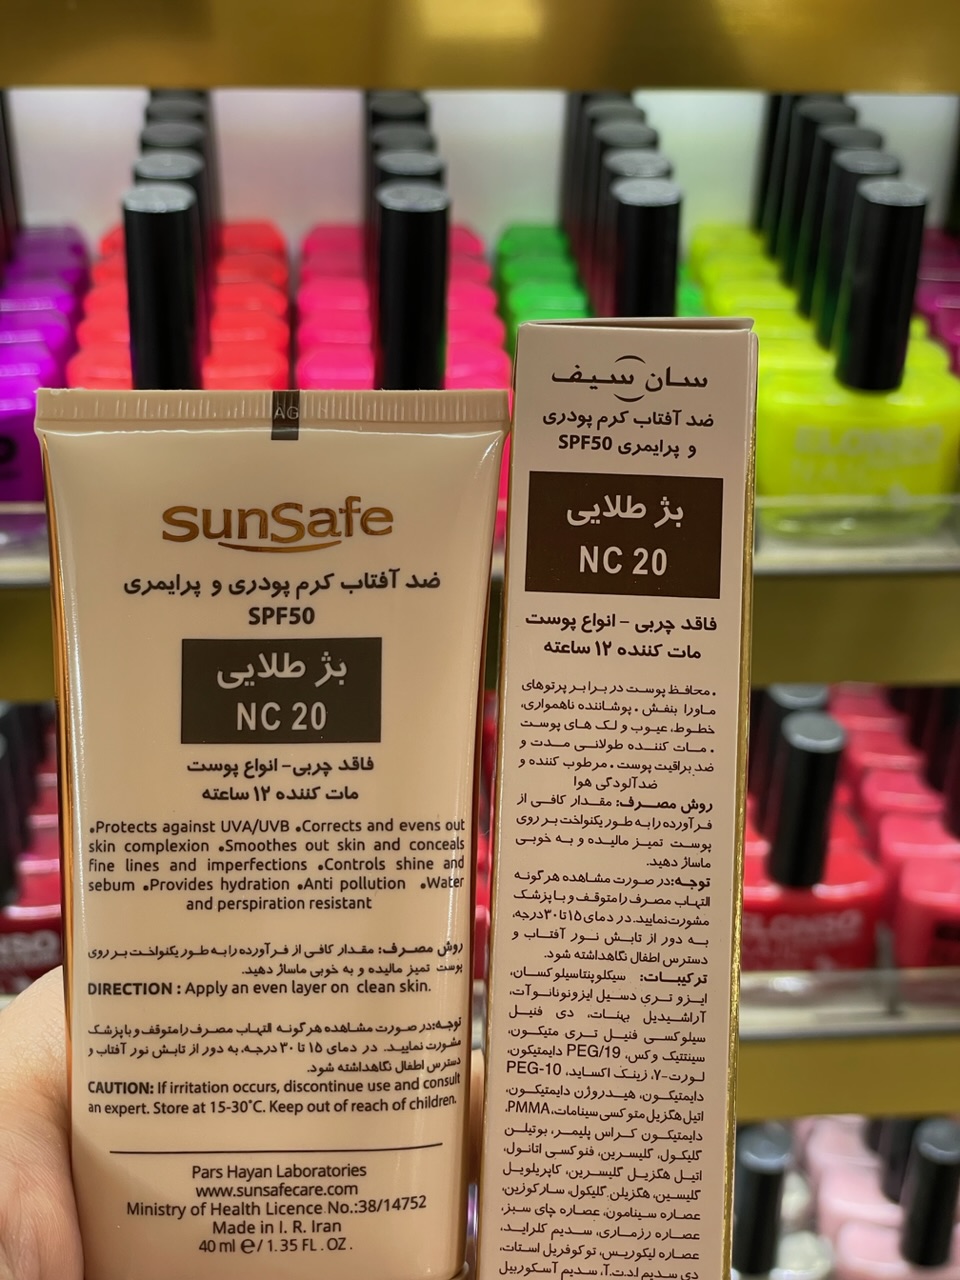 AG
sunSafe
ضد آفتاب کرم پودری و پرایمری
SPF50
بژ طلایی
NC 20
فاقد چربی- انواع پوست
مات کننده ۱۲ ساعته
•Protects against UVA/UVB •Corrects and evens out
skin complexion •Smoothes out skin and conceals
fine lines and imperfections •Controls shine and
sebum •Provides hydration •Anti pollution •Water
and perspiration resistant
روش مصرف: مقدار کافی از فرآورده را به طور یکنواخت بر روی
پوست تمیز مالیده و به خوبی ماساژ دهید.
DIRECTION : Apply an even layer on clean skin.
توجه: در صورت مشاهده هرگونه التهاب مصرف را متوقف و با پزشک
مشورت نمایید. در دمای ۱۵ تا ۳۰ درجه، به دور از تابش نور آفتاب و
دسترس اطفال نگاهداشته شود.
CAUTION: If irritation occurs, discontinue use and consult
an expert. Store at 15-30°C. Keep out of reach of children.
Pars Hayan Laboratories
www.sunsafecare.com
Ministry of Health Licence No.:38/14752
Made in I. R. Iran
40 ml e/ 1.35 FL . OZ .
سان سیف
ضد آفتاب کرم پودری
و پرایمری SPF50
بژ طلایی
NC 20
فاقد چربی - انواع پوست
مات کننده ۱۲ ساعته
• محافظ پوست در برابر پرتوهای
ماورا بنفش • پوشاننده ناهمواری،
خطوط، عیوب و لک های پوست
• مات کننده طولانی مدت و
ضد براقیت پوست • مرطوب کننده و
ضد آلودگی هوا
روش مصرف: مقدار کافی از
فرآورده را به طور یکنواخت بر روی
پوست تمیز مالیده و به خوبی
ماساژ دهید.
توجه: در صورت مشاهده هرگونه
التهاب مصرف را متوقف و با پزشک
مشورت نمایید. در دمای ۱۵ تا ۳۰ درجه،
به دور از تابش نور آفتاب و
دسترس اطفال نگاهداشته شود.
ترکیبات: سیکلوپنتاسیلوکسان،
ایزو تری دسیل ایزونونانوآت،
آراشیدیل بهنات، دی فنیل
سیلوکسی فنیل تری متیکون،
سینتتیک وکس، PEG/19 دایمتیکون،
لورت-۷، زینک اکساید، PEG-10
دایمتیکون، هیدروژن دایمتیکون،
اتیل هگزیل متوکسی سینامات، PMMA،
دایمتیکون کراس پلیمر، بوتیلن
گلیکول، گلیسرین، فنوکسی اتانول،
اتیل هگزیل گلیسرین، کاپریلویل
گلیسین، هگزیلن گلیکول، سارکوزین،
عصاره سینامون، عصاره چای سبز،
عصاره رزماری، سدیم کلراید،
عصاره لیکوریس، توکوفریل استات،
دی سدیم ا.د.ت.آ، سدیم آسکوربیل
ELONSO
NAIL
ELONSO
ELONSO